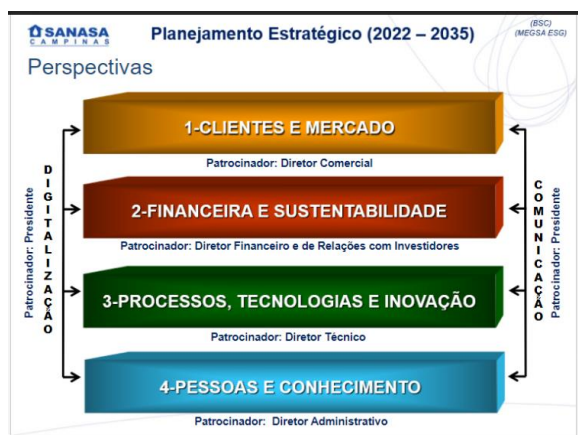 SANASA
CAMPINAS
Planejamento Estratégico (2022 – 2035)
(BSC)
(MEGSA ESG)
Perspectivas
1-CLIENTES E MERCADO
Patrocinador: Diretor Comercial
2-FINANCEIRA E SUSTENTABILIDADE
Patrocinador: Diretor Financeiro e de Relações com Investidores
3-PROCESSOS, TECNOLOGIAS E INOVAÇÃO
Patrocinador: Diretor Técnico
4-PESSOAS E CONHECIMENTO
Patrocinador: Diretor Administrativo
Patrocinador: Presidente
DIGITALIZAÇÃO
COMUNICAÇÃO
Patrocinador: Presidente